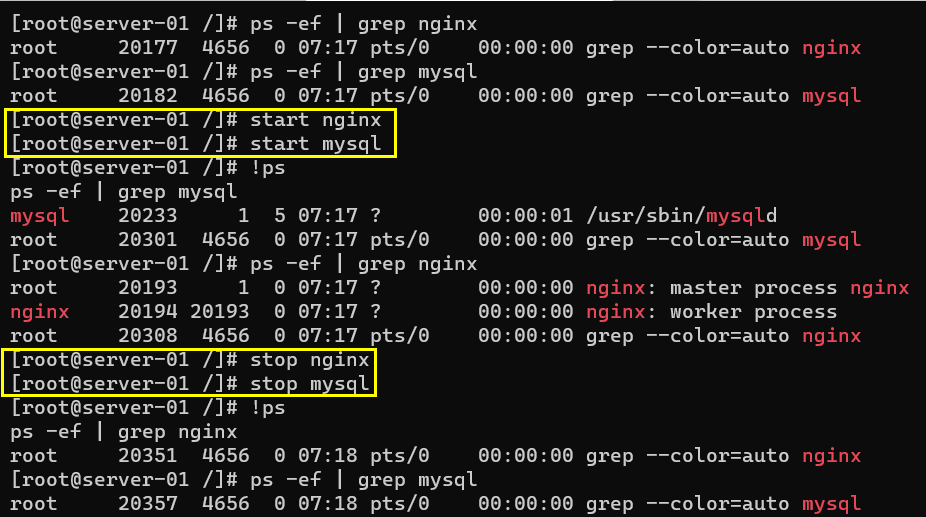 [root@server-01 /]# ps -ef | grep nginx
root     20177  4656  0 07:17 pts/0    00:00:00 grep --color=auto nginx
[root@server-01 /]# ps -ef | grep mysql
root     20182  4656  0 07:17 pts/0    00:00:00 grep --color=auto mysql
[root@server-01 /]# start nginx
[root@server-01 /]# start mysql
[root@server-01 /]# !ps
ps -ef | grep mysql
mysql    20233     1  5 07:17 ?        00:00:01 /usr/sbin/mysqld
root     20301  4656  0 07:17 pts/0    00:00:00 grep --color=auto mysql
[root@server-01 /]# ps -ef | grep nginx
root     20193     1  0 07:17 ?        00:00:00 nginx: master process nginx
nginx    20194 20193  0 07:17 ?        00:00:00 nginx: worker process
root     20308  4656  0 07:17 pts/0    00:00:00 grep --color=auto nginx
[root@server-01 /]# stop nginx
[root@server-01 /]# stop mysql
[root@server-01 /]# !ps
ps -ef | grep nginx
root     20351  4656  0 07:18 pts/0    00:00:00 grep --color=auto nginx
[root@server-01 /]# ps -ef | grep mysql
root     20357  4656  0 07:18 pts/0    00:00:00 grep --color=auto mysql